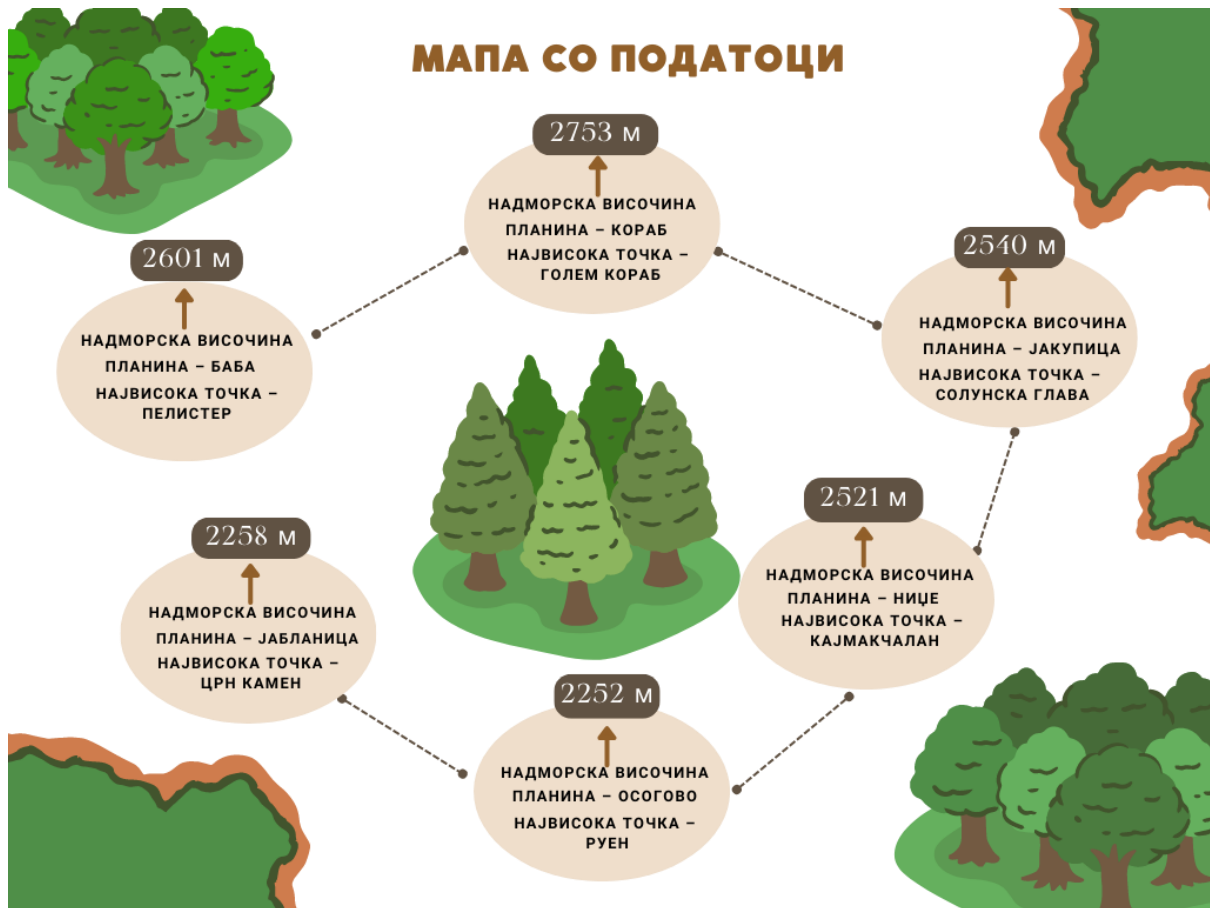 МАПА СО ПОДАТОЦИ
2753 м
НАДМОРСКА ВИСОЧИНА
ПЛАНИНА – КОРАБ
НАЈВИСОКА ТОЧКА –
ГОЛЕМ КОРАБ
2601 м
НАДМОРСКА ВИСОЧИНА
ПЛАНИНА – БАБА
НАЈВИСОКА ТОЧКА –
ПЕЛИСТЕР
2540 м
НАДМОРСКА ВИСОЧИНА
ПЛАНИНА – ЈАКУПИЦА
НАЈВИСОКА ТОЧКА –
СОЛУНСКА ГЛАВА
2521 м
НАДМОРСКА ВИСОЧИНА
ПЛАНИНА – НИЏЕ
НАЈВИСОКА ТОЧКА –
КАЈМАКЧАЛАН
2258 м
НАДМОРСКА ВИСОЧИНА
ПЛАНИНА – ЈАБЛАНИЦА
НАЈВИСОКА ТОЧКА –
ЦРН КАМЕН
2252 м
НАДМОРСКА ВИСОЧИНА
ПЛАНИНА – ОСОГОВО
НАЈВИСОКА ТОЧКА –
РУЕН